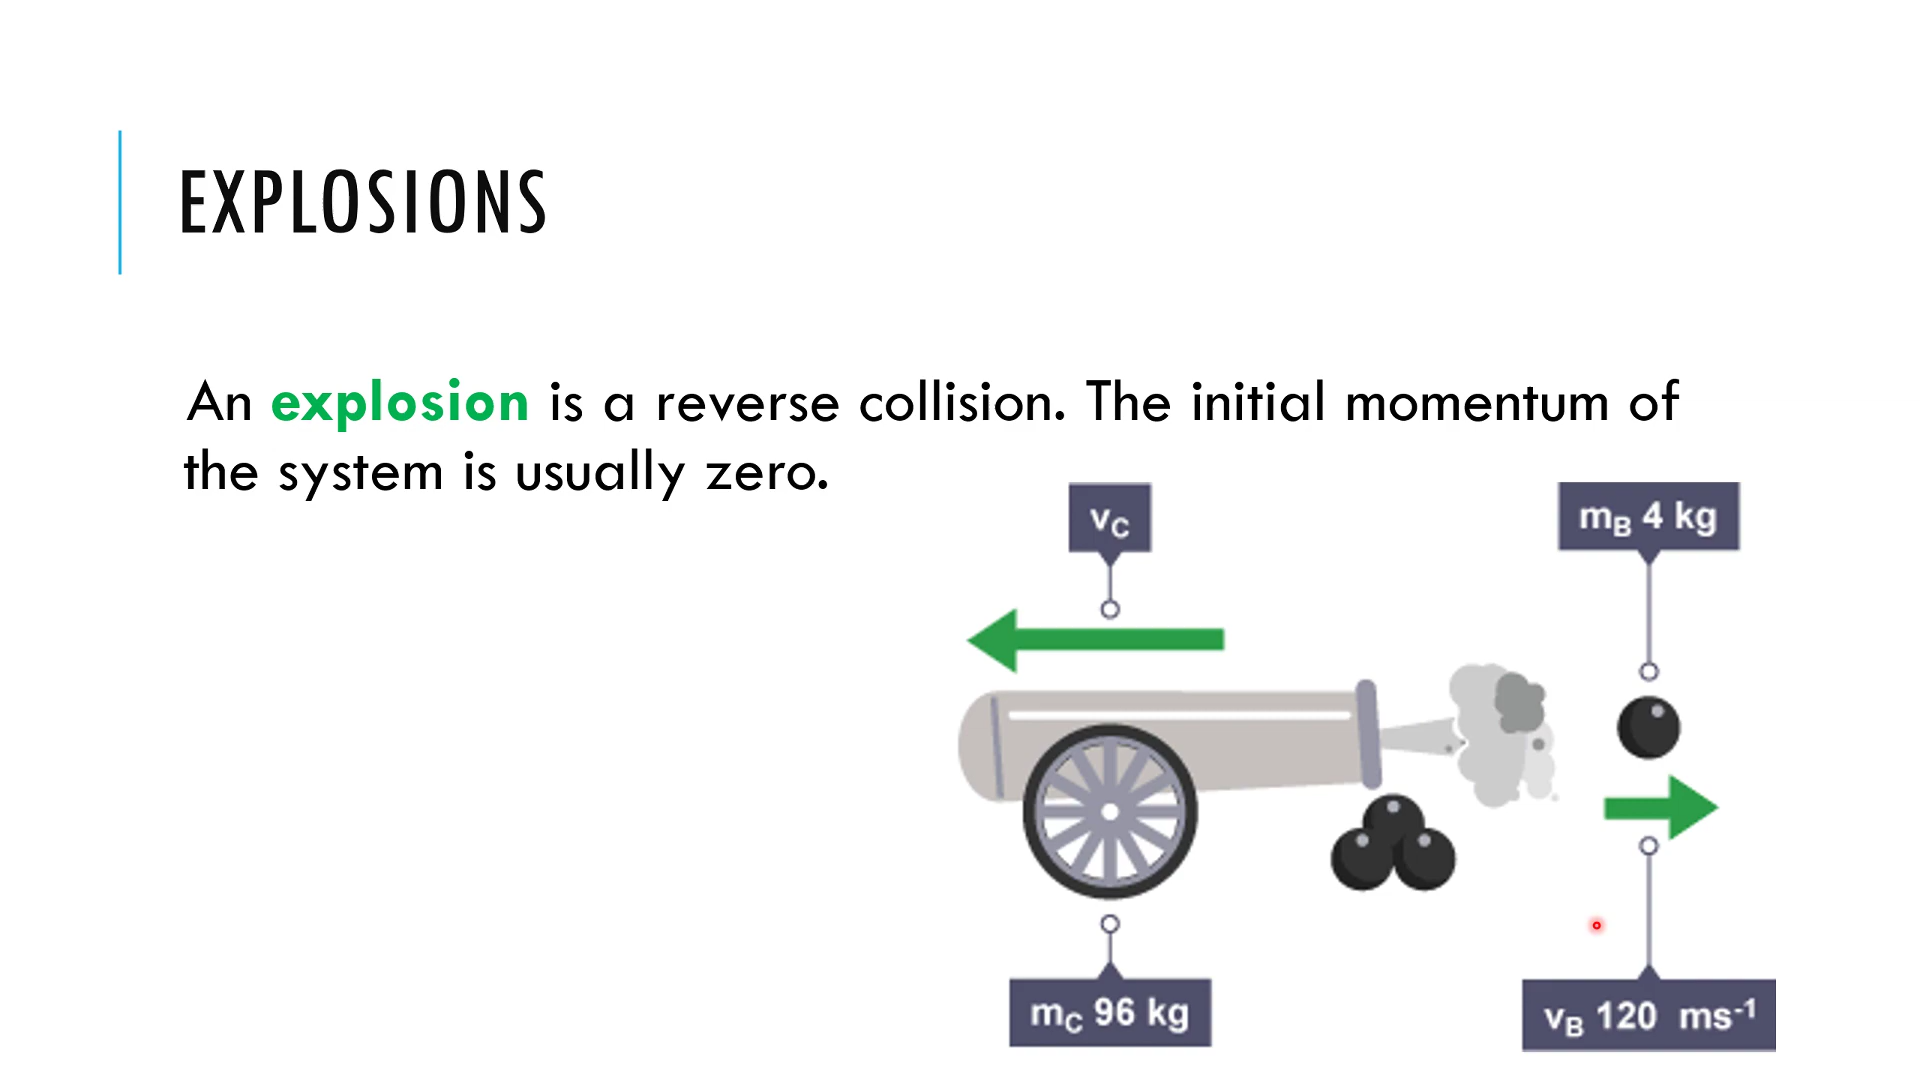 EXPLOSIONS
An explosion is a reverse collision. The initial momentum of
the system is usually zero.
vC
mB 4 kg
mC 96 kg
vB 120 ms-1